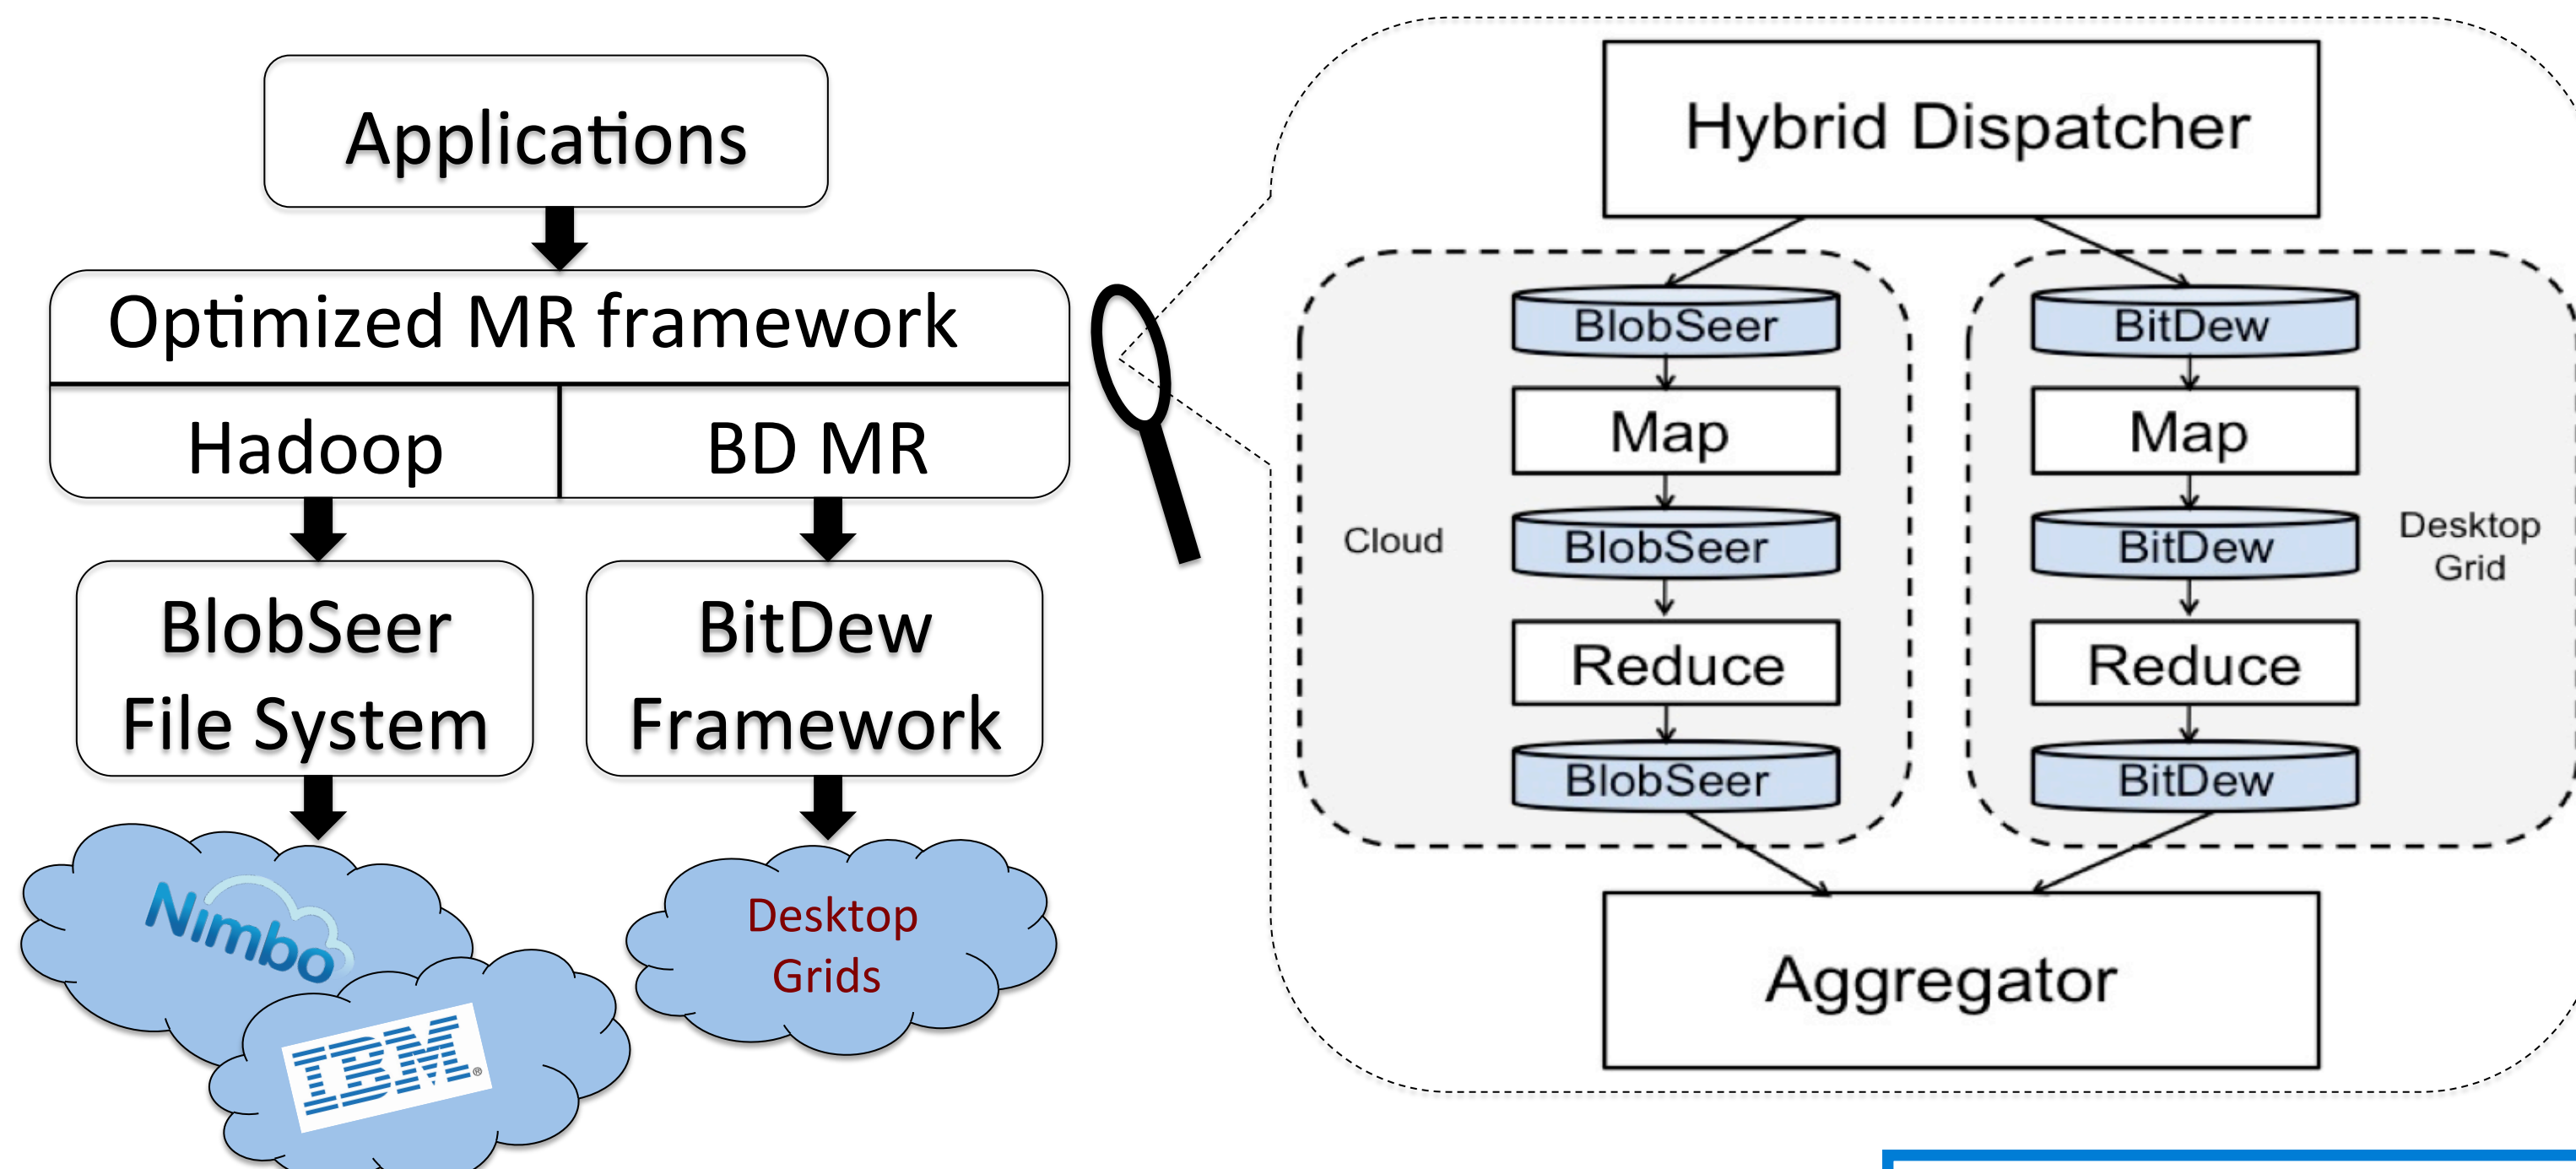 Applications
Optimized MR framework
Hadoop
BD MR
BlobSeer
File System
BitDew
Framework
Nimbo
IBM®
Desktop
Grids
Hybrid Dispatcher
Cloud
BlobSeer
Map
BlobSeer
Reduce
BlobSeer
BitDew
Map
BitDew
Reduce
BitDew
Desktop
Grid
Aggregator